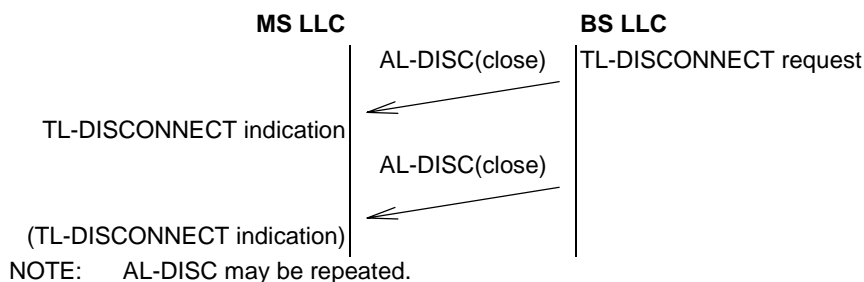 MS LLC BS LLC
AL-DISC(close) TL-DISCONNECT request
TL-DISCONNECT indication
AL-DISC(close)
(TL-DISCONNECT indication)
NOTE: AL-DISC may be repeated.